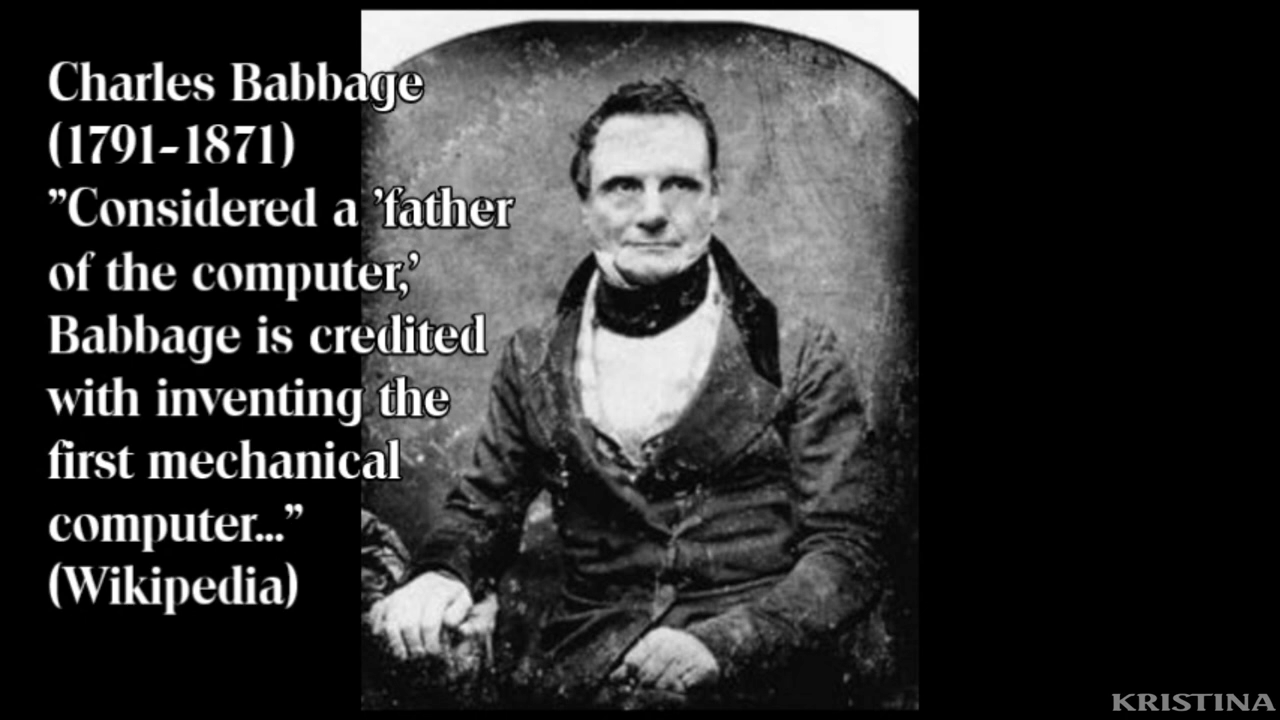 Charles Babbage
(1791-1871)
”Considered a ’father
of the computer,’
Babbage is credited
with inventing the
first mechanical
computer...”
(Wikipedia)
KRISTINA